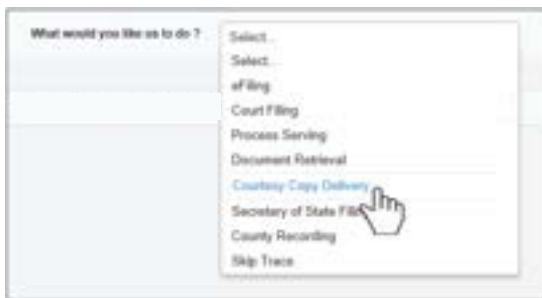 What would you like us to do ?
Select...
Select...
eFiling
Court Filing
Process Serving
Document Retrieval
Courtesy Copy Delivery
Secretary of State
County Recording
Skip Trace